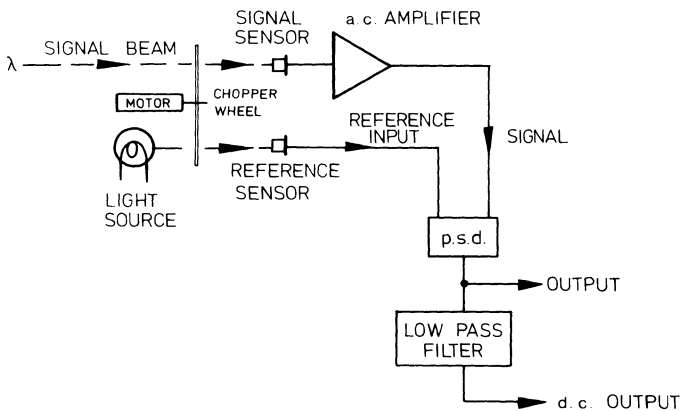 SIGNAL
SENSOR
a.c. AMPLIFIER
λ
SIGNAL BEAM
MOTOR
CHOPPER
WHEEL
REFERENCE
INPUT
SIGNAL
REFERENCE
SENSOR
LIGHT
SOURCE
p.s.d.
OUTPUT
LOW PASS
FILTER
d.c. OUTPUT